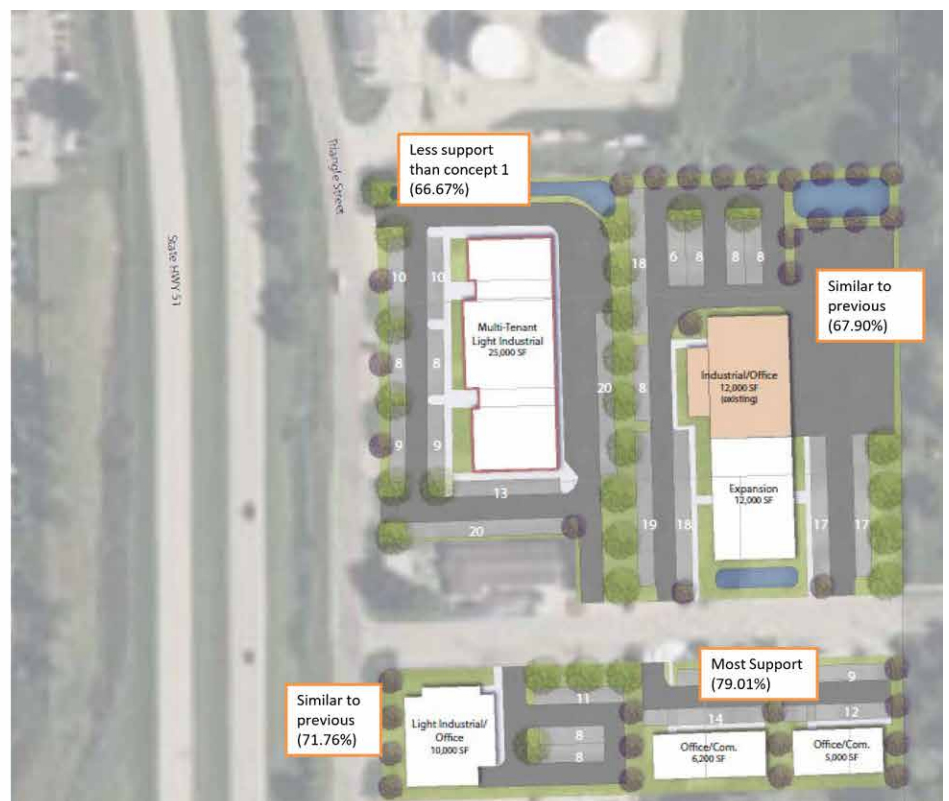 Less support
than concept 1
(66.67%)
Triangle Street
State HWY 51
10
10
8
8
9
9
Multi-Tenant
Light Industrial
25,000 SF
13
20
20
18
6
8
8
8
Similar to
previous
(67.90%)
8
Industrial/Office
12,000 SF
(existing)
Expansion
12,000 SF
19
18
17
17
Similar to
previous
(71.76%)
Light Industrial/
Office
10,000 SF
11
8
8
Most Support
(79.01%)
9
14
12
Office/Com.
6,200 SF
Office/Com.
5,000 SF